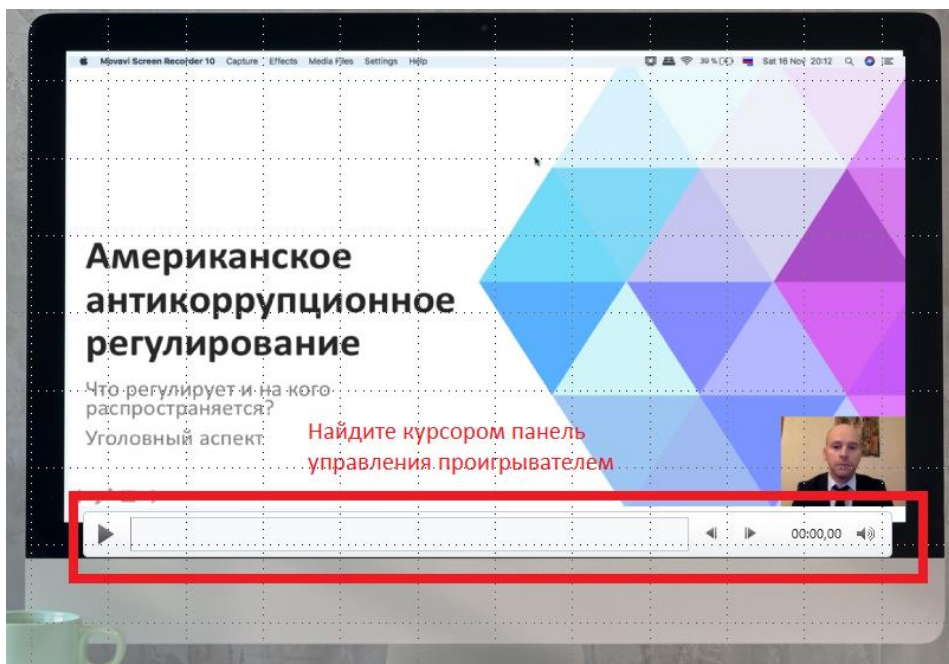 Movavi Screen Recorder 10 Capture Effects Media Files Settings Help 39 % Sat 16 Nov 20:12
Американское
антикоррупционное
регулирование
Что регулирует и на кого
распространяется?
Уголовный аспект
Найдите курсором панель
управления проигрывателем
00:00,00